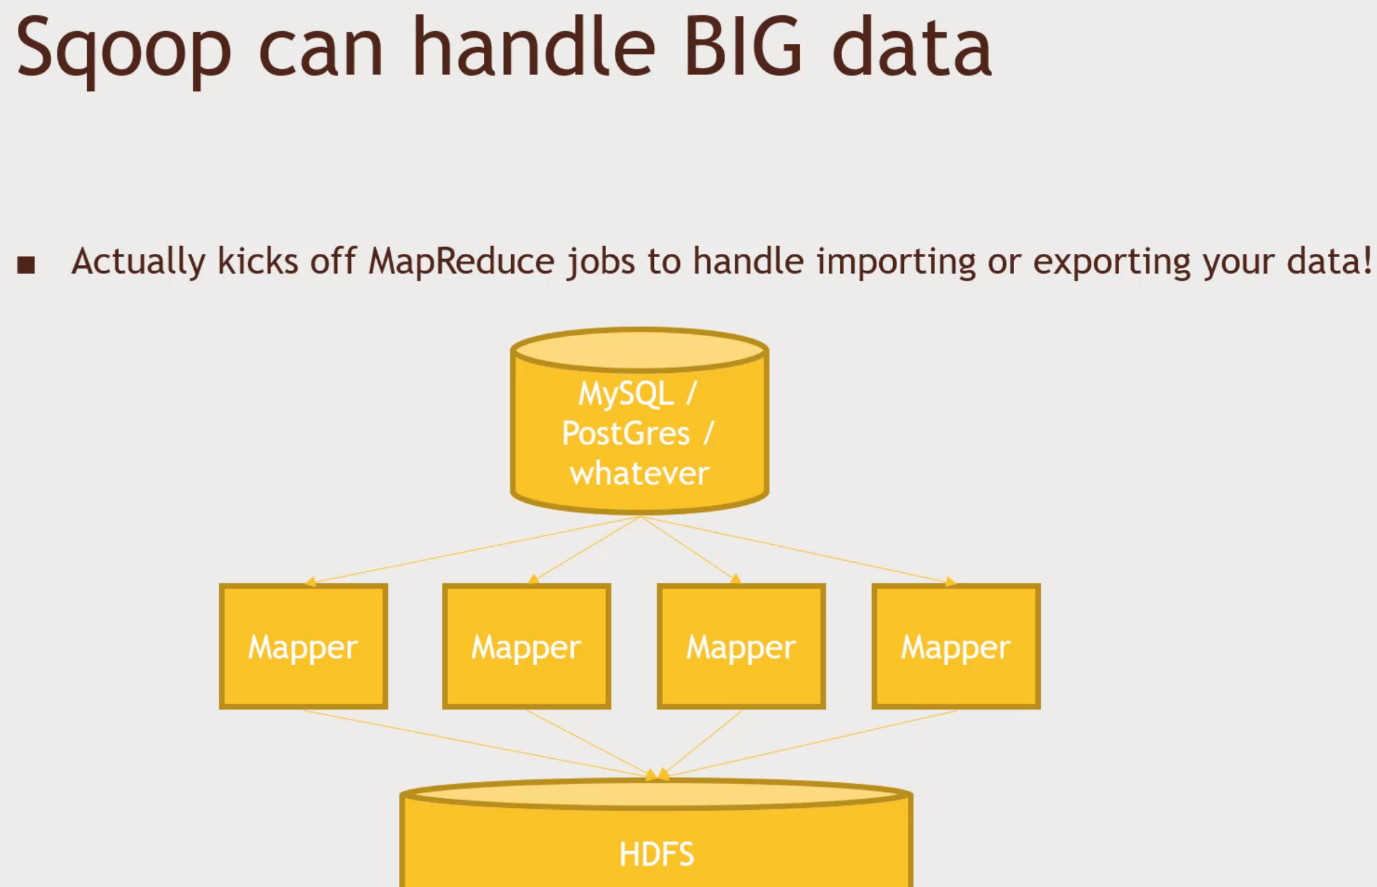 Sqoop can handle BIG data
▪ Actually kicks off MapReduce jobs to handle importing or exporting your data!
MySQL /
PostGres /
whatever
Mapper
Mapper
Mapper
Mapper
HDFS